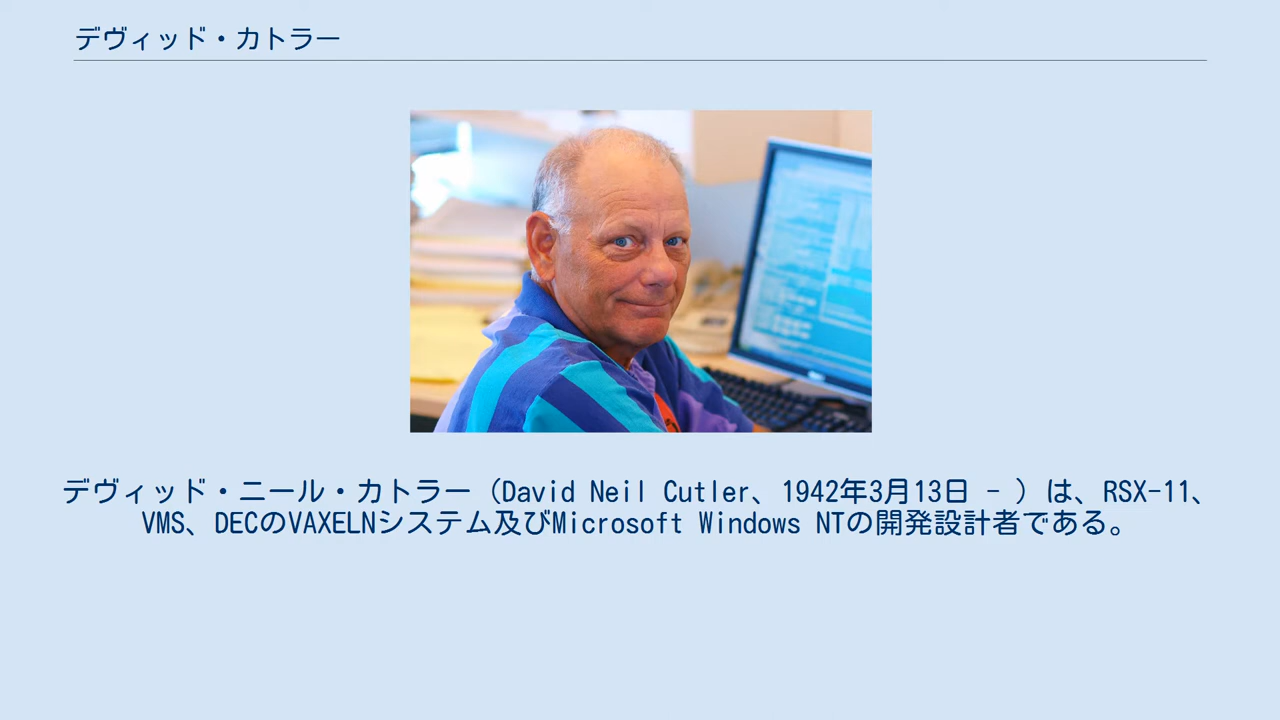 デヴィッド・カトラー
デヴィッド・ニール・カトラー（David Neil Cutler、1942年3月13日 - ）は、RSX-11、
VMS、DECのVAXELNシステム及びMicrosoft Windows NTの開発設計者である。